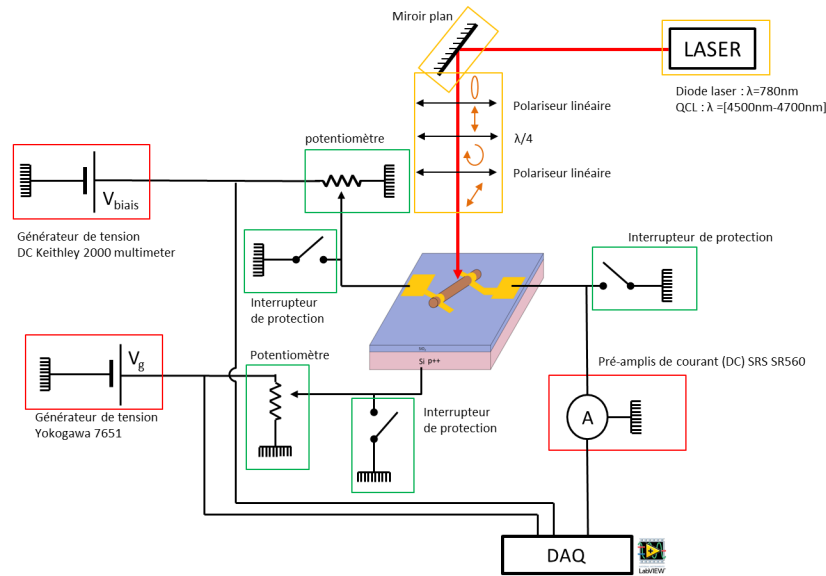 Miroir plan
LASER
Diode laser : λ=780nm
QCL : λ =[4500nm-4700nm]
Polariseur linéaire
λ/4
Polariseur linéaire
potentiomètre
V biais
Générateur de tension
DC Keithley 2000 multimeter
Interrupteur
de protection
Interrupteur de protection
SiO₂
Si p++
Vg
Potentiomètre
Générateur de tension
Yokogawa 7651
Interrupteur
de protection
Pré-amplis de courant (DC) SRS SR560
A
DAQ
LabVIEW